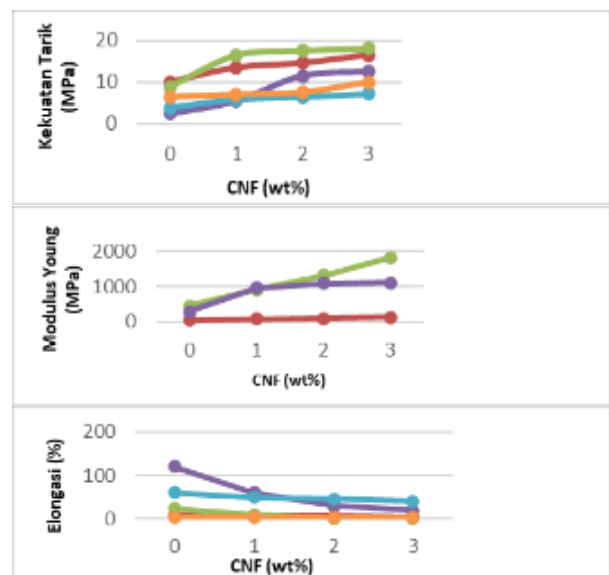 Kekuatan Tarik
(MPa)
20
10
0
0 1 2 3
CNF (wt%)
Modulus Young
(MPa)
2000
1000
0
0 1 2 3
CNF (wt%)
Elongasi (%)
200
100
0
0 1 2 3
CNF (wt%)